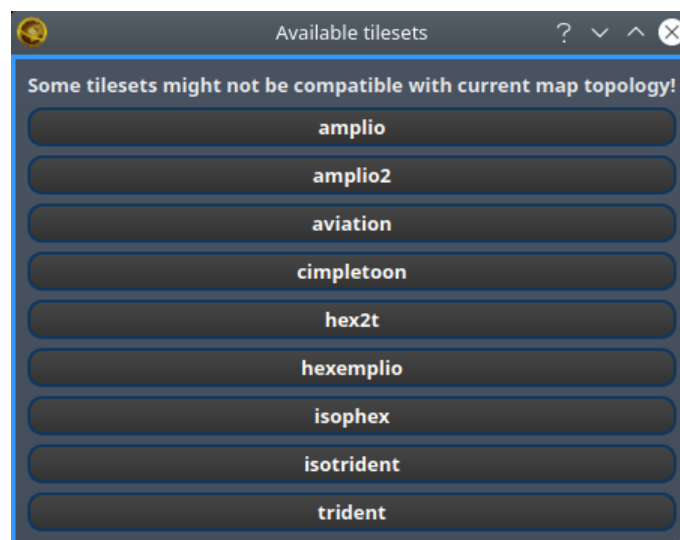 Available tilesets
Some tilesets might not be compatible with current map topology!
amplio
amplio2
aviation
cimpletoon
hex2t
hexemplio
isophex
isotrident
trident